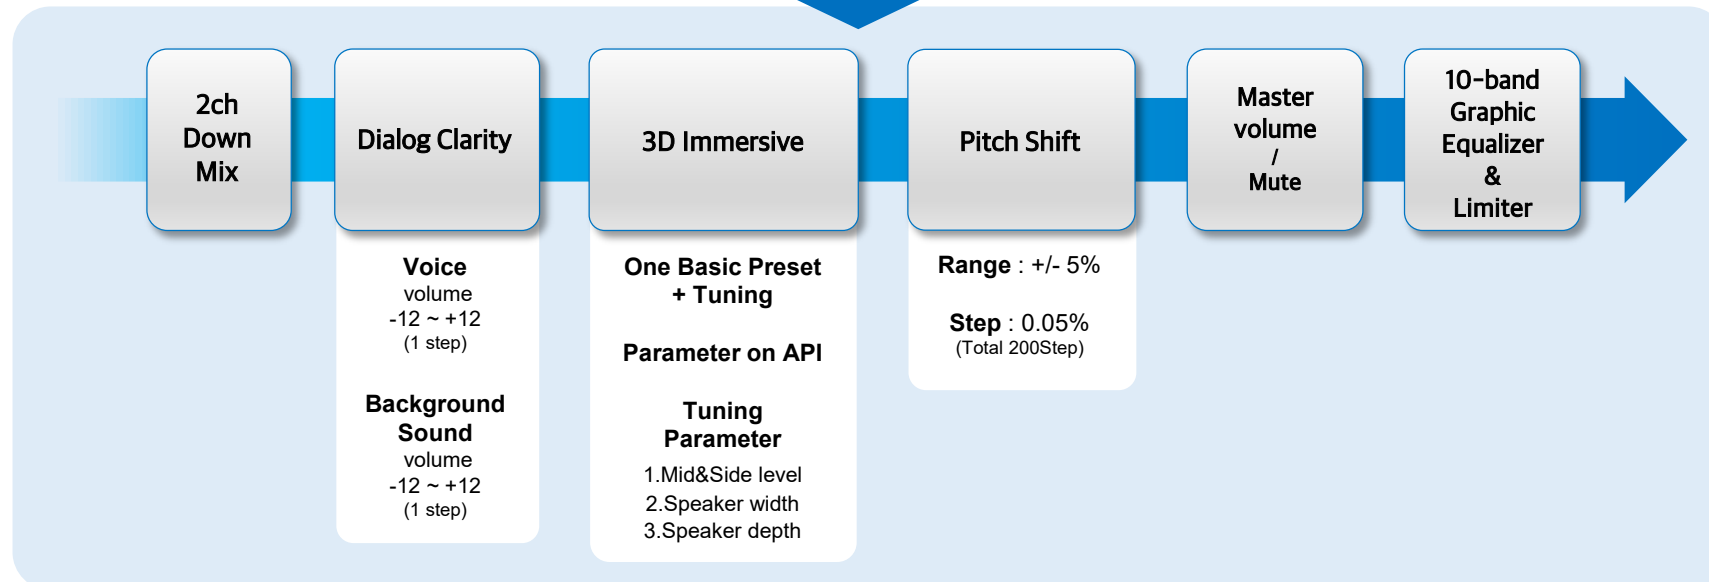 2ch
Down
Mix
Dialog Clarity
3D Immersive
Pitch Shift
Master
volume
/
Mute
10-band
Graphic
Equalizer
&
Limiter
Voice
volume
-12 ~ +12
(1 step)
Background
Sound
volume
-12 ~ +12
(1 step)
One Basic Preset
+ Tuning
Parameter on API
Tuning
Parameter
1.Mid&Side level
2.Speaker width
3.Speaker depth
Range : +/- 5%
Step : 0.05%
(Total 200Step)